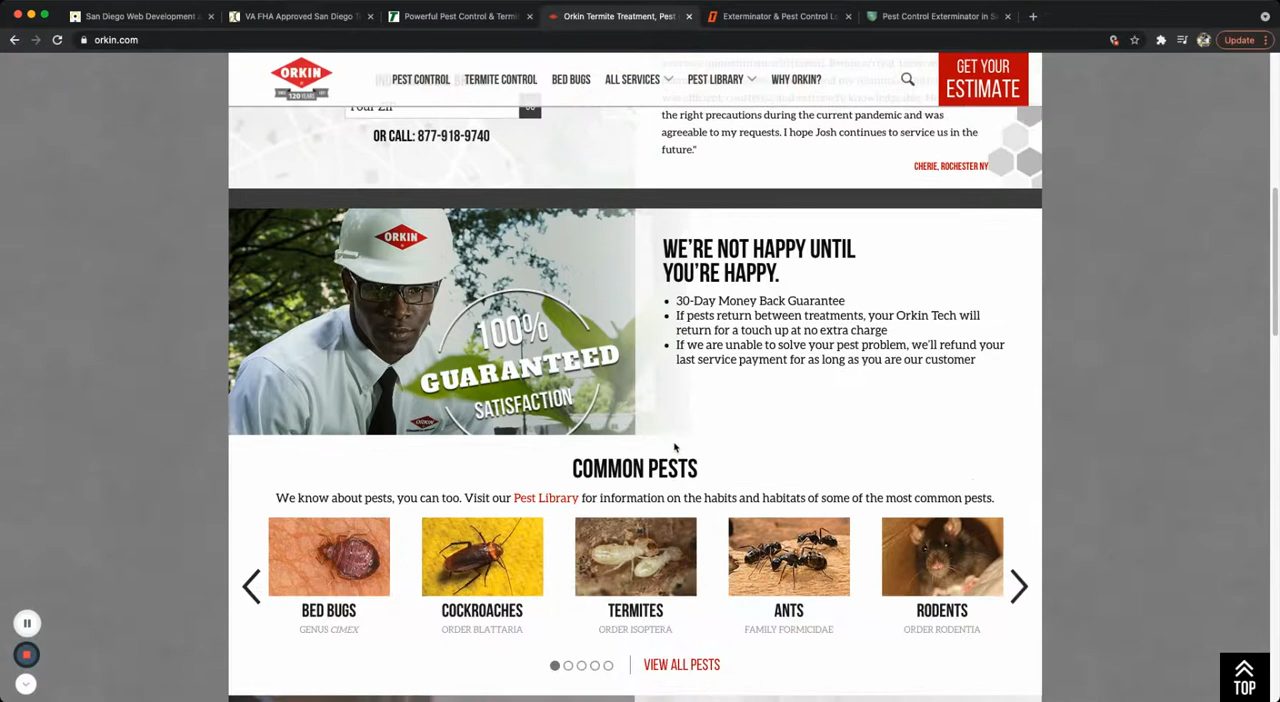 San Diego Web Development a
VA FHA Approved San Diego T
Powerful Pest Control & Termi
Orkin Termite Treatment, Pest
Exterminator & Pest Control L
Pest Control Exterminator in S
orkin.com
Update
ORKIN
120 YEARS
PEST CONTROL
TERMITE CONTROL
BED BUGS
ALL SERVICES
PEST LIBRARY
WHY ORKIN?
GET YOUR
ESTIMATE
Your Zip
OR CALL: 877-918-9740
the right precautions during the current pandemic and was
agreeable to my requests. I hope Josh continues to service us in the
future."
CHERIE, ROCHESTER NY
ORKIN
100%
GUARANTEED
SATISFACTION
ORKIN
WE'RE NOT HAPPY UNTIL
YOU'RE HAPPY.
30-Day Money Back Guarantee
If pests return between treatments, your Orkin Tech will
return for a touch up at no extra charge
If we are unable to solve your pest problem, we'll refund your
last service payment for as long as you are our customer
COMMON PESTS
We know about pests, you can too. Visit our Pest Library for information on the habits and habitats of some of the most common pests.
BED BUGS
GENUS CIMEX
COCKROACHES
ORDER BLATTARIA
TERMITES
ORDER ISOPTERA
ANTS
FAMILY FORMICIDAE
RODENTS
ORDER RODENTIA
VIEW ALL PESTS
TOP